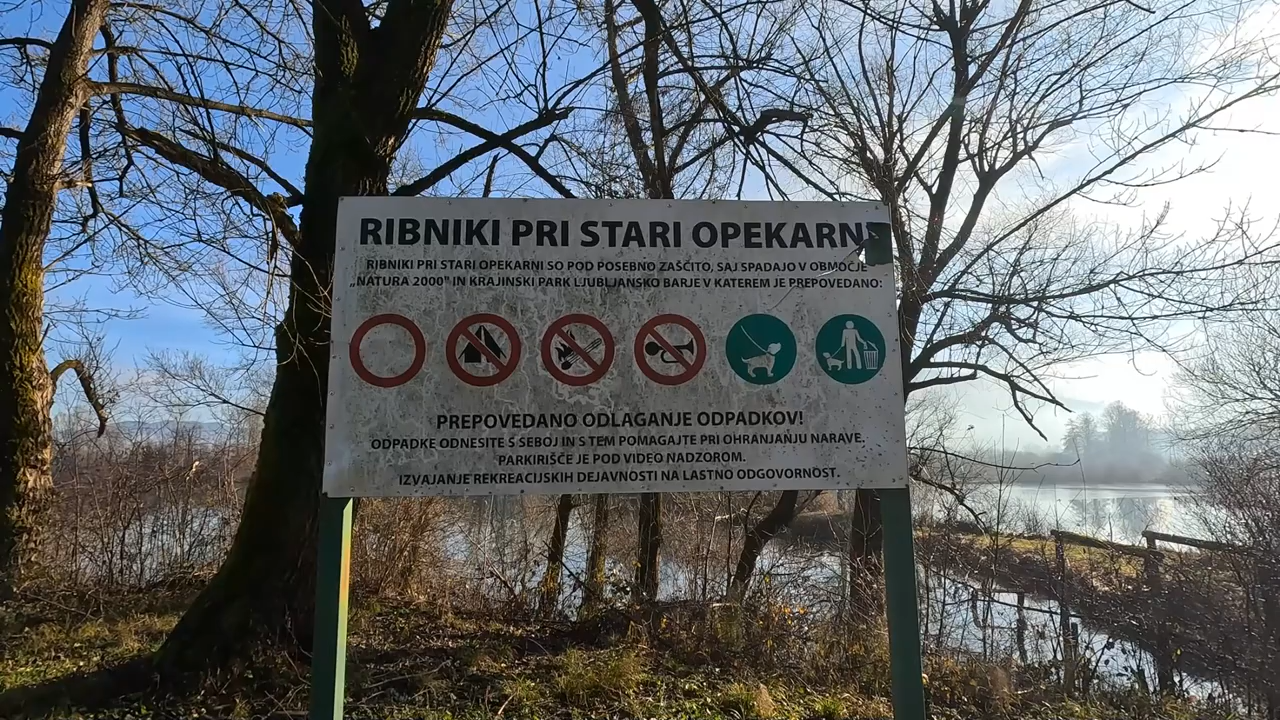 RIBNIKI PRI STARI OPEKARNI
RIBNIKI PRI STARI OPEKARNI SO POD POSEBNO ZAŠČITO, SAJ SPADAJO V OBMOČJE
„NATURA 2000" IN KRAJINSKI PARK LJUBLJANSKO BARJE V KATEREM JE PREPOVEDANO:
PREPOVEDANO ODLAGANJE ODPADKOV!
ODPADKE ODNESITE S SEBOJ IN S TEM POMAGAJTE PRI OHRANJANJU NARAVE.
PARKIRIŠČE JE POD VIDEO NADZOROM.
IZVAJANJE REKREACIJSKIH DEJAVNOSTI NA LASTNO ODGOVORNOST.